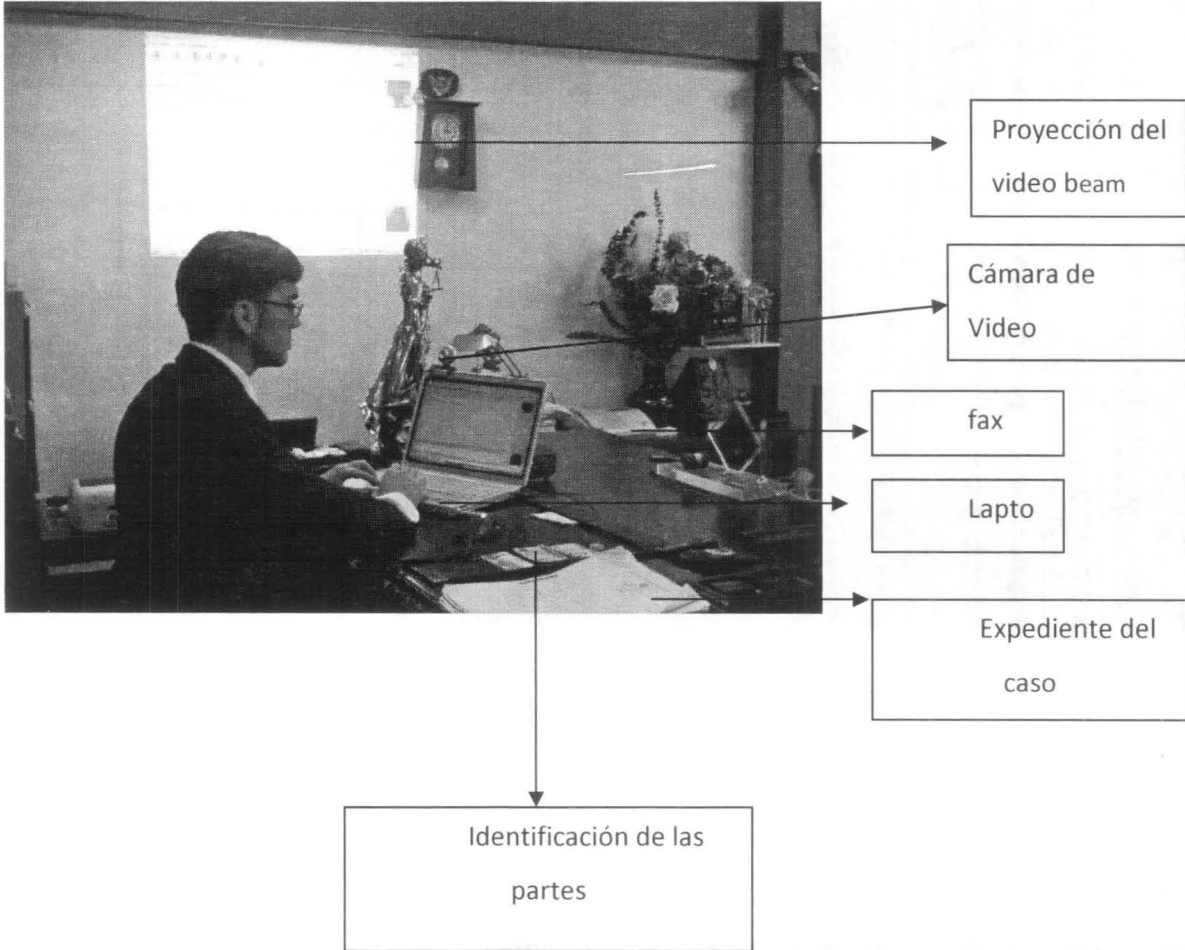 Proyección del
video beam
Cámara de
Video
fax
Lapto
Expediente del
caso
Identificación de las
partes